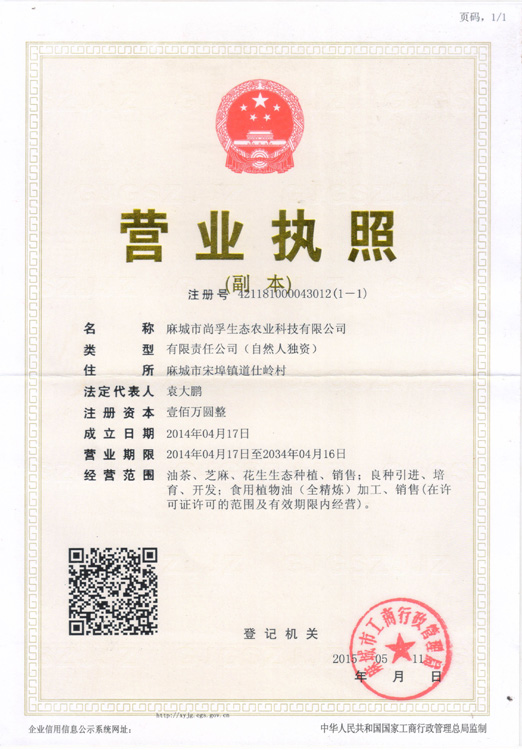 页码，1/1
营业执照
(副 本)
注册号 421181000043012(1-1)
名 称 麻城市尚孚生态农业科技有限公司
类 型 有限责任公司（自然人独资）
住 所 麻城市宋埠镇道仕岭村
法定代表人 袁大鹏
注册资本 壹佰万圆整
成立日期 2014年04月17日
营业期限 2014年04月17日至2034年04月16日
经营范围 油茶、芝麻、花生生态种植、销售；良种引进、培
育、开发；食用植物油（全精炼）加工、销售(在许
可证许可的范围及有效期限内经营)。
登记机关
麻城市工商行政管理局
2015 05 11
年 月 日
企业信用信息公示系统网址：
中华人民共和国国家工商行政管理总局监制